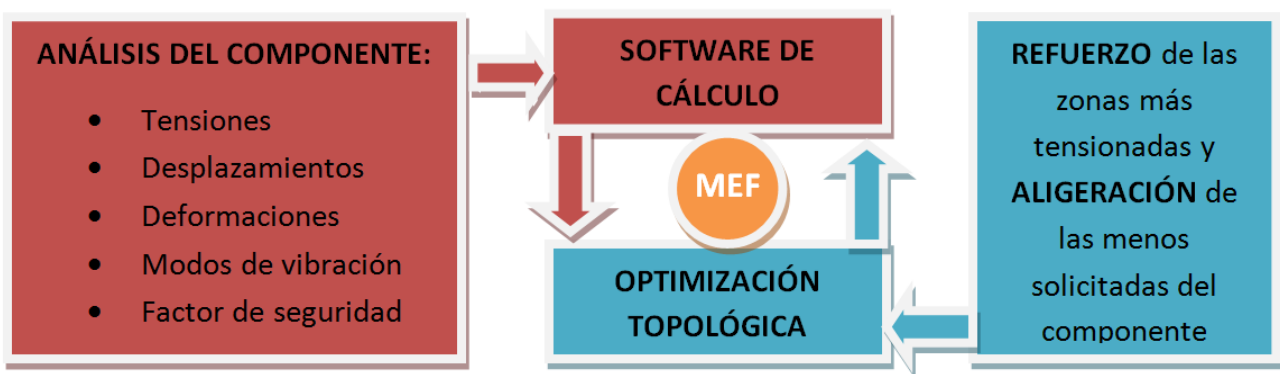 ANÁLISIS DEL COMPONENTE:
• Tensiones
• Desplazamientos
• Deformaciones
• Modos de vibración
• Factor de seguridad
SOFTWARE DE
CÁLCULO
MEF
OPTIMIZACIÓN
TOPOLÓGICA
REFUERZO de las
zonas más
tensionadas y
ALIGERACIÓN de
las menos
solicitadas del
componente